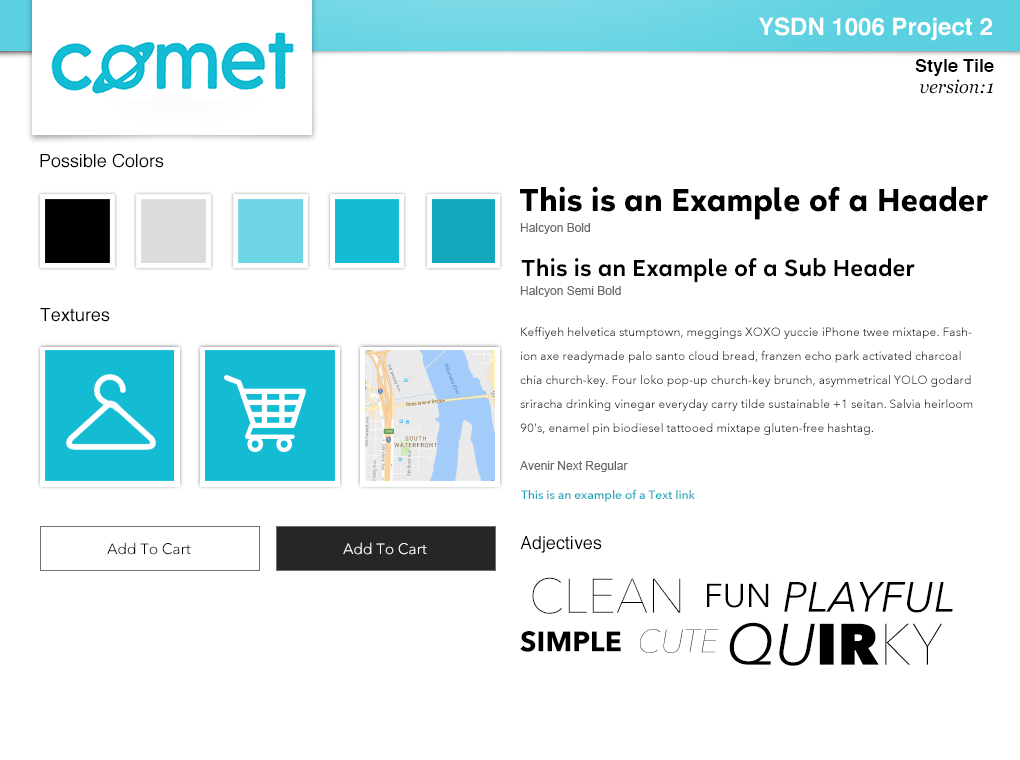 comet
YSDN 1006 Project 2
Style Tile
version:1
Possible Colors
Textures
Ross Island Bridge
SOUTH
WATERFRONT
Add To Cart
Add To Cart
This is an Example of a Header
Halcyon Bold
This is an Example of a Sub Header
Halcyon Semi Bold
Keffiyeh helvetica stumptown, meggings XOXO yuccie iPhone twee mixtape. Fash-
ion axe readymade palo santo cloud bread, franzen echo park activated charcoal
chia church-key. Four loko pop-up church-key brunch, asymmetrical YOLO godard
sriracha drinking vinegar everyday carry tilde sustainable +1 seitan. Salvia heirloom
90's, enamel pin biodiesel tattooed mixtape gluten-free hashtag.
Avenir Next Regular
This is an example of a Text link
Adjectives
CLEAN FUN PLAYFUL
SIMPLE CUTE QUIRKY